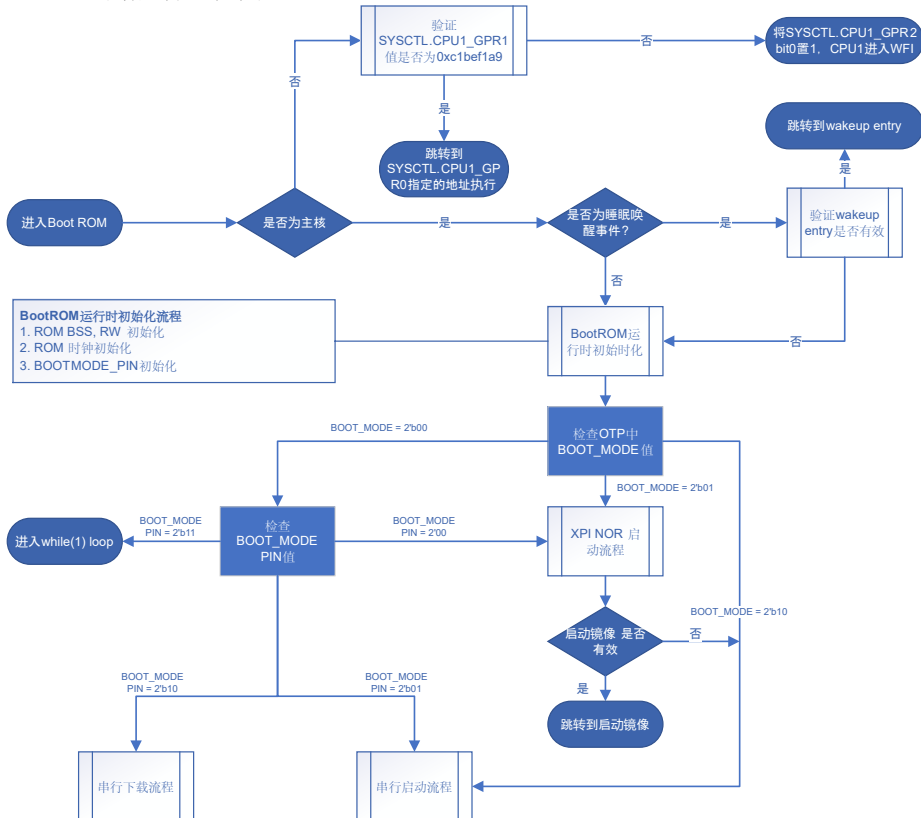 验证
SYSCTL.CPU1_GPR1
值是否为0xc1bef1a9
否
将SYSCTL.CPU1_GPR2
bit0置1, CPU1进入WFI
否
是
跳转到wakeup entry
跳转到
SYSCTL.CPU1_GP
R0指定的地址执行
是
进入Boot ROM
是否为主核
是
是否为睡眠唤
醒事件?
是
验证wakeup
entry是否有效
否
BootROM运行时初始化流程
1. ROM BSS, RW 初始化
2. ROM 时钟初始化
3. BOOTMODE_PIN初始化
BootROM运
行时初始时化
否
BOOT_MODE = 2'b00
检查OTP中
BOOT_MODE值
BOOT_MODE = 2'b01
进入while(1) loop
BOOT_MODE
PIN = 2'b11
检查
BOOT_MODE
PIN值
BOOT_MODE
PIN = 2'00
XPI NOR 启
动流程
BOOT_MODE = 2'b10
启动镜像 是否
有效
否
BOOT_MODE
PIN = 2'b10
BOOT_MODE
PIN = 2'b01
是
跳转到启动镜像
串行下载流程
串行启动流程